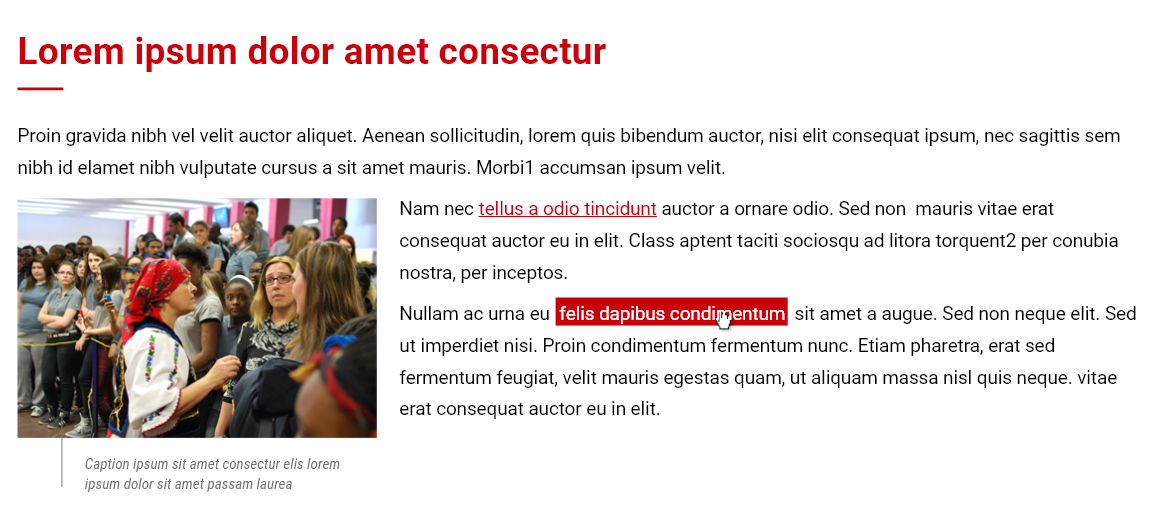 Lorem ipsum dolor amet consectur
Proin gravida nibh vel velit auctor aliquet. Aenean sollicitudin, lorem quis bibendum auctor, nisi elit consequat ipsum, nec sagittis sem
nibh id elamet nibh vulputate cursus a sit amet mauris. Morbi1 accumsan ipsum velit.
Nam nec tellus a odio tincidunt auctor a ornare odio. Sed non  mauris vitae erat
consequat auctor eu in elit. Class aptent taciti sociosqu ad litora torquent2 per conubia
nostra, per inceptos.
Nullam ac urna eu felis dapibus condimentum sit amet a augue. Sed non neque elit. Sed
ut imperdiet nisi. Proin condimentum fermentum nunc. Etiam pharetra, erat sed
fermentum feugiat, velit mauris egestas quam, ut aliquam massa nisl quis neque. vitae
erat consequat auctor eu in elit.
Caption ipsum sit amet consectur elis lorem
ipsum dolor sit amet passam laurea